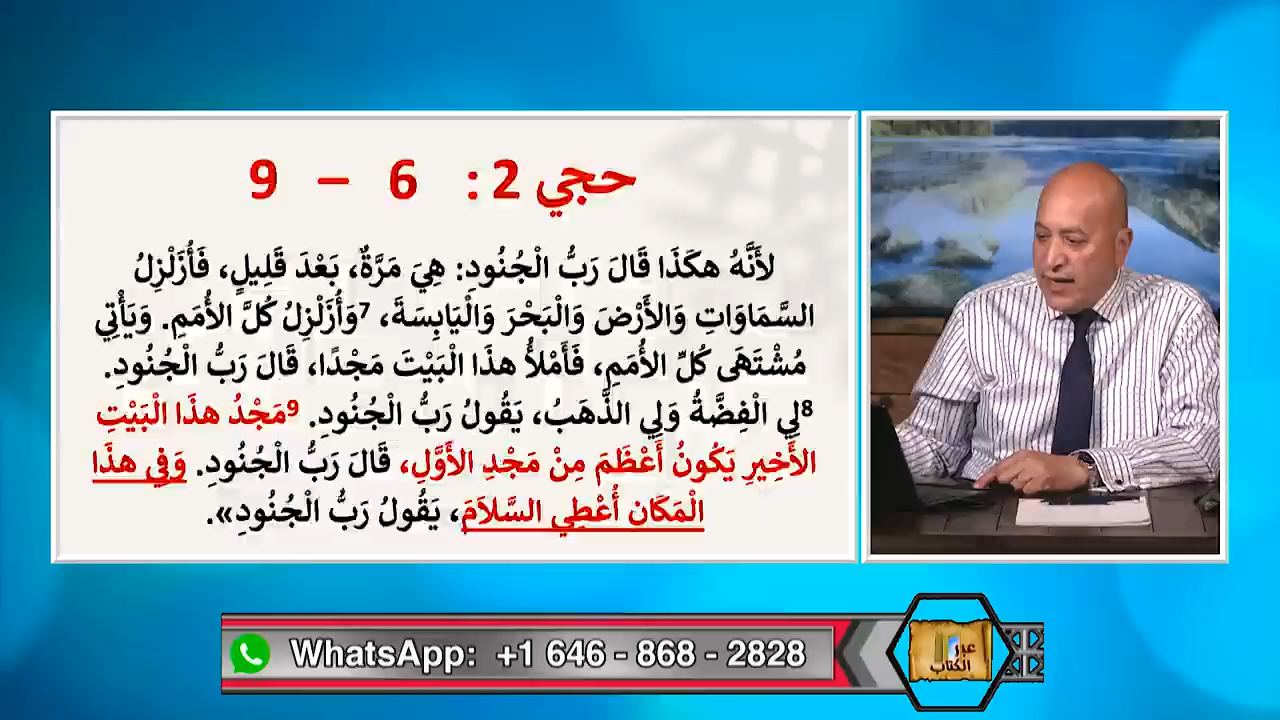 حجي 2 : 6 – 9
لأَنَّهُ هكَذَا قَالَ رَبُّ الْجُنُودِ: هِيَ مَرَّةٌ، بَعْدَ قَلِيل، فَأُزَلْزِلُ
السَّمَاوَاتِ وَالأَرْضَ وَالْبَحْرَ وَالْيَابِسَةَ، 7وَأُزَلْزِلُ كُلَّ الأُمَمِ. وَيَأْتِي
مُشْتَهَى كُلِّ الأُمَمِ، فَأَمْلأُ هذَا الْبَيْتَ مَجْدًا، قَالَ رَبُّ الْجُنُودِ.
8لِي الْفِضَّةُ وَلِي الذَّهَبُ، يَقُولُ رَبُّ الْجُنُودِ. 9مَجْدُ هذَا الْبَيْتِ
الأَخِيرِ يَكُونُ أَعْظَمَ مِنْ مَجْدِ الأَوَّلِ، قَالَ رَبُّ الْجُنُودِ. وَفِي هذَا
الْمَكَانِ أُعْطِي السَّلاَمَ، يَقُولُ رَبُّ الْجُنُودِ».
WhatsApp: +1 646 - 868 - 2828
عبر
الكتاب